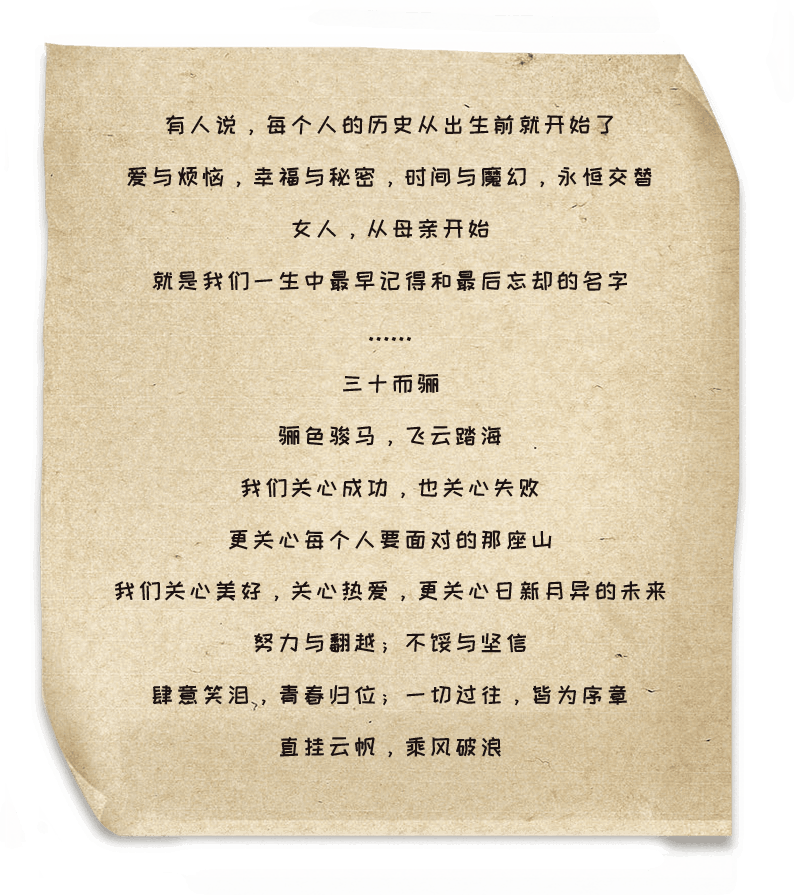 有人说，每个人的历史从出生前就开始了
爱与烦恼，幸福与秘密，时间与魔幻，永恒交替
女人，从母亲开始
就是我们一生中最早记得和最后忘却的名字
……
三十而骊
骊色骏马，飞云踏海
我们关心成功，也关心失败
更关心每个人要面对的那座山
我们关心美好，关心热爱，更关心日新月异的未来
努力与翻越；不馁与坚信
肆意笑泪，青春归位；一切过往，皆为序章
直挂云帆，乘风破浪